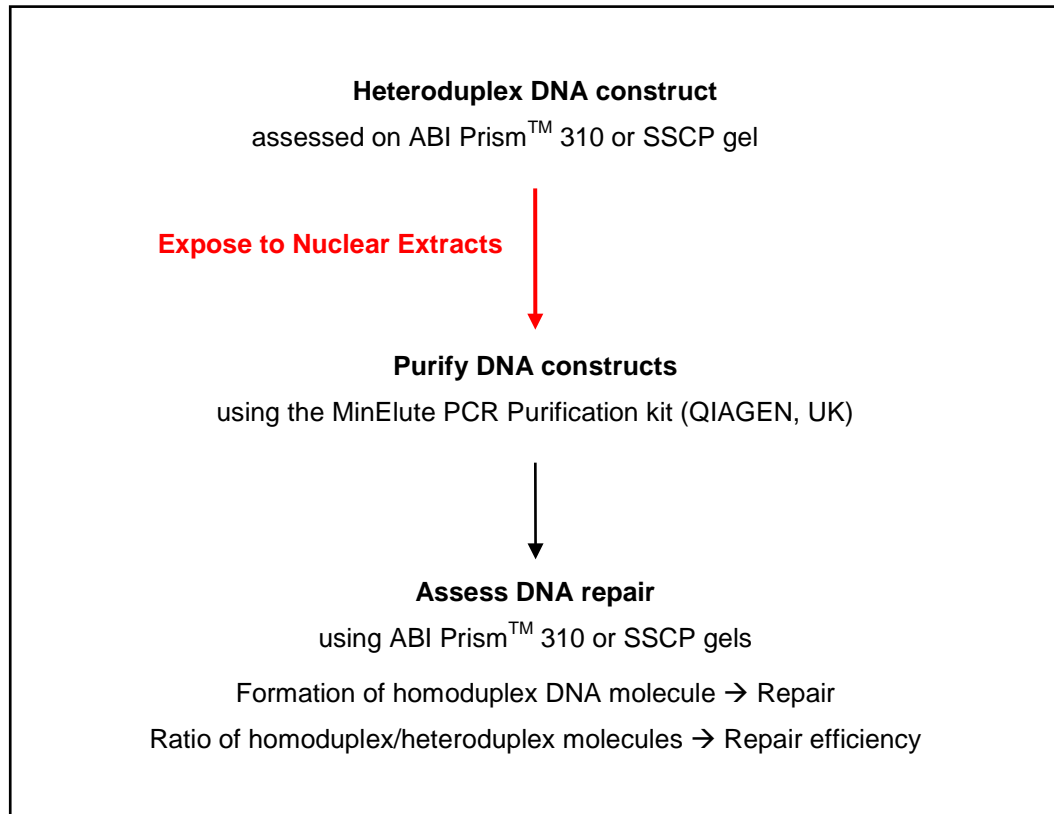 Heteroduplex DNA construct
assessed on ABI Prism™ 310 or SSCP gel
Expose to Nuclear Extracts
Purify DNA constructs
using the MinElute PCR Purification kit (QIAGEN, UK)
Assess DNA repair
using ABI Prism™ 310 or SSCP gels
Formation of homoduplex DNA molecule → Repair
Ratio of homoduplex/heteroduplex molecules → Repair efficiency